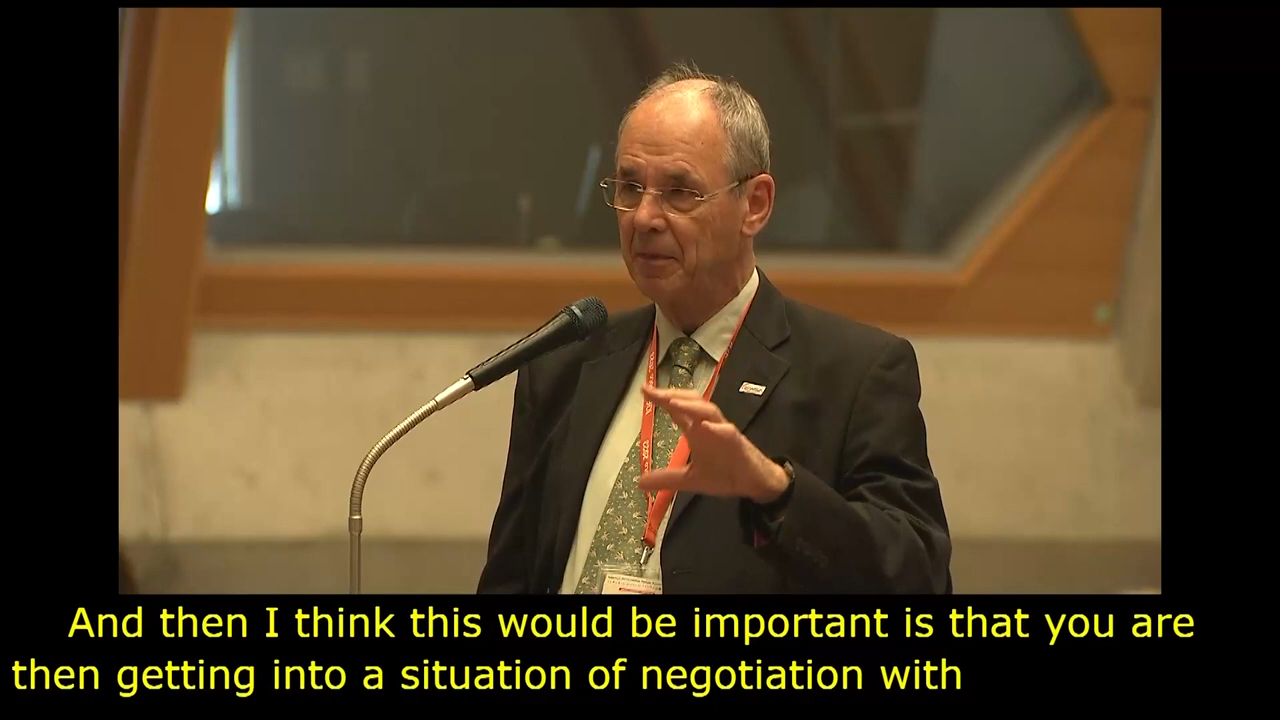 And then I think this would be important is that you are
then getting into a situation of negotiation with